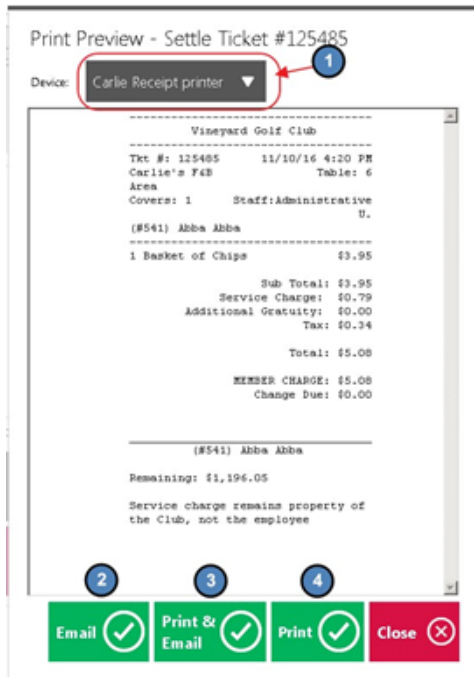 Print Preview - Settle Ticket #125485
1
Device: Carlie Receipt printer
Vineyard Golf Club
Tkt #: 125485 11/10/16 4:20 PM
Carlie's F&B Table: 6
Area
Covers: 1 Staff:Administrative
U.
(#541) Abba Abba
1 Basket of Chips $3.95
Sub Total: $3.95
Service Charge: $0.79
Additional Gratuity: $0.00
Tax: $0.34
Total: $5.08
MEMBER CHARGE: $5.08
Change Due: $0.00
(#541) Abba Abba
Remaining: $1,196.05
Service charge remains property of
the Club, not the employee
2 3 4
Email Print & Email Print Close